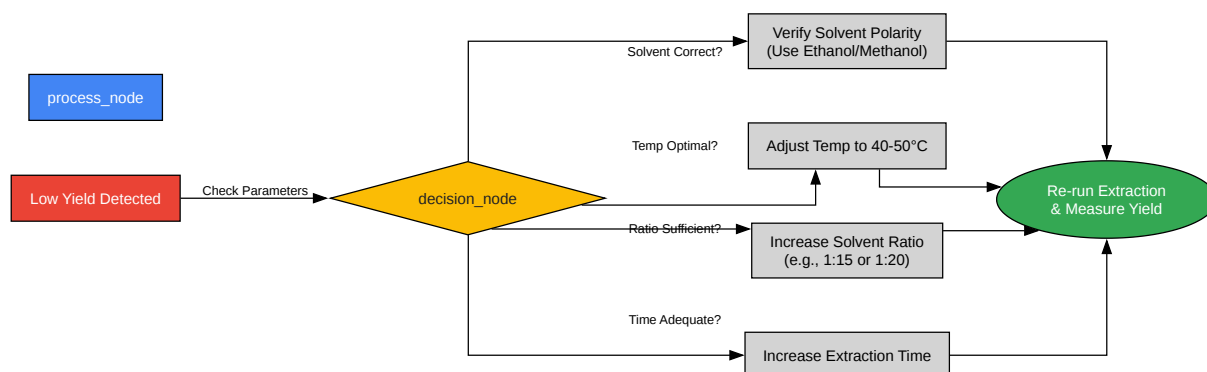 process_node
Low Yield Detected
Check Parameters
decision_node
Solvent Correct?
Verify Solvent Polarity
(Use Ethanol/Methanol)
Temp Optimal?
Adjust Temp to 40-50°C
Ratio Sufficient?
Increase Solvent Ratio
(e.g., 1:15 or 1:20)
Time Adequate?
Increase Extraction Time
Re-run Extraction
& Measure Yield